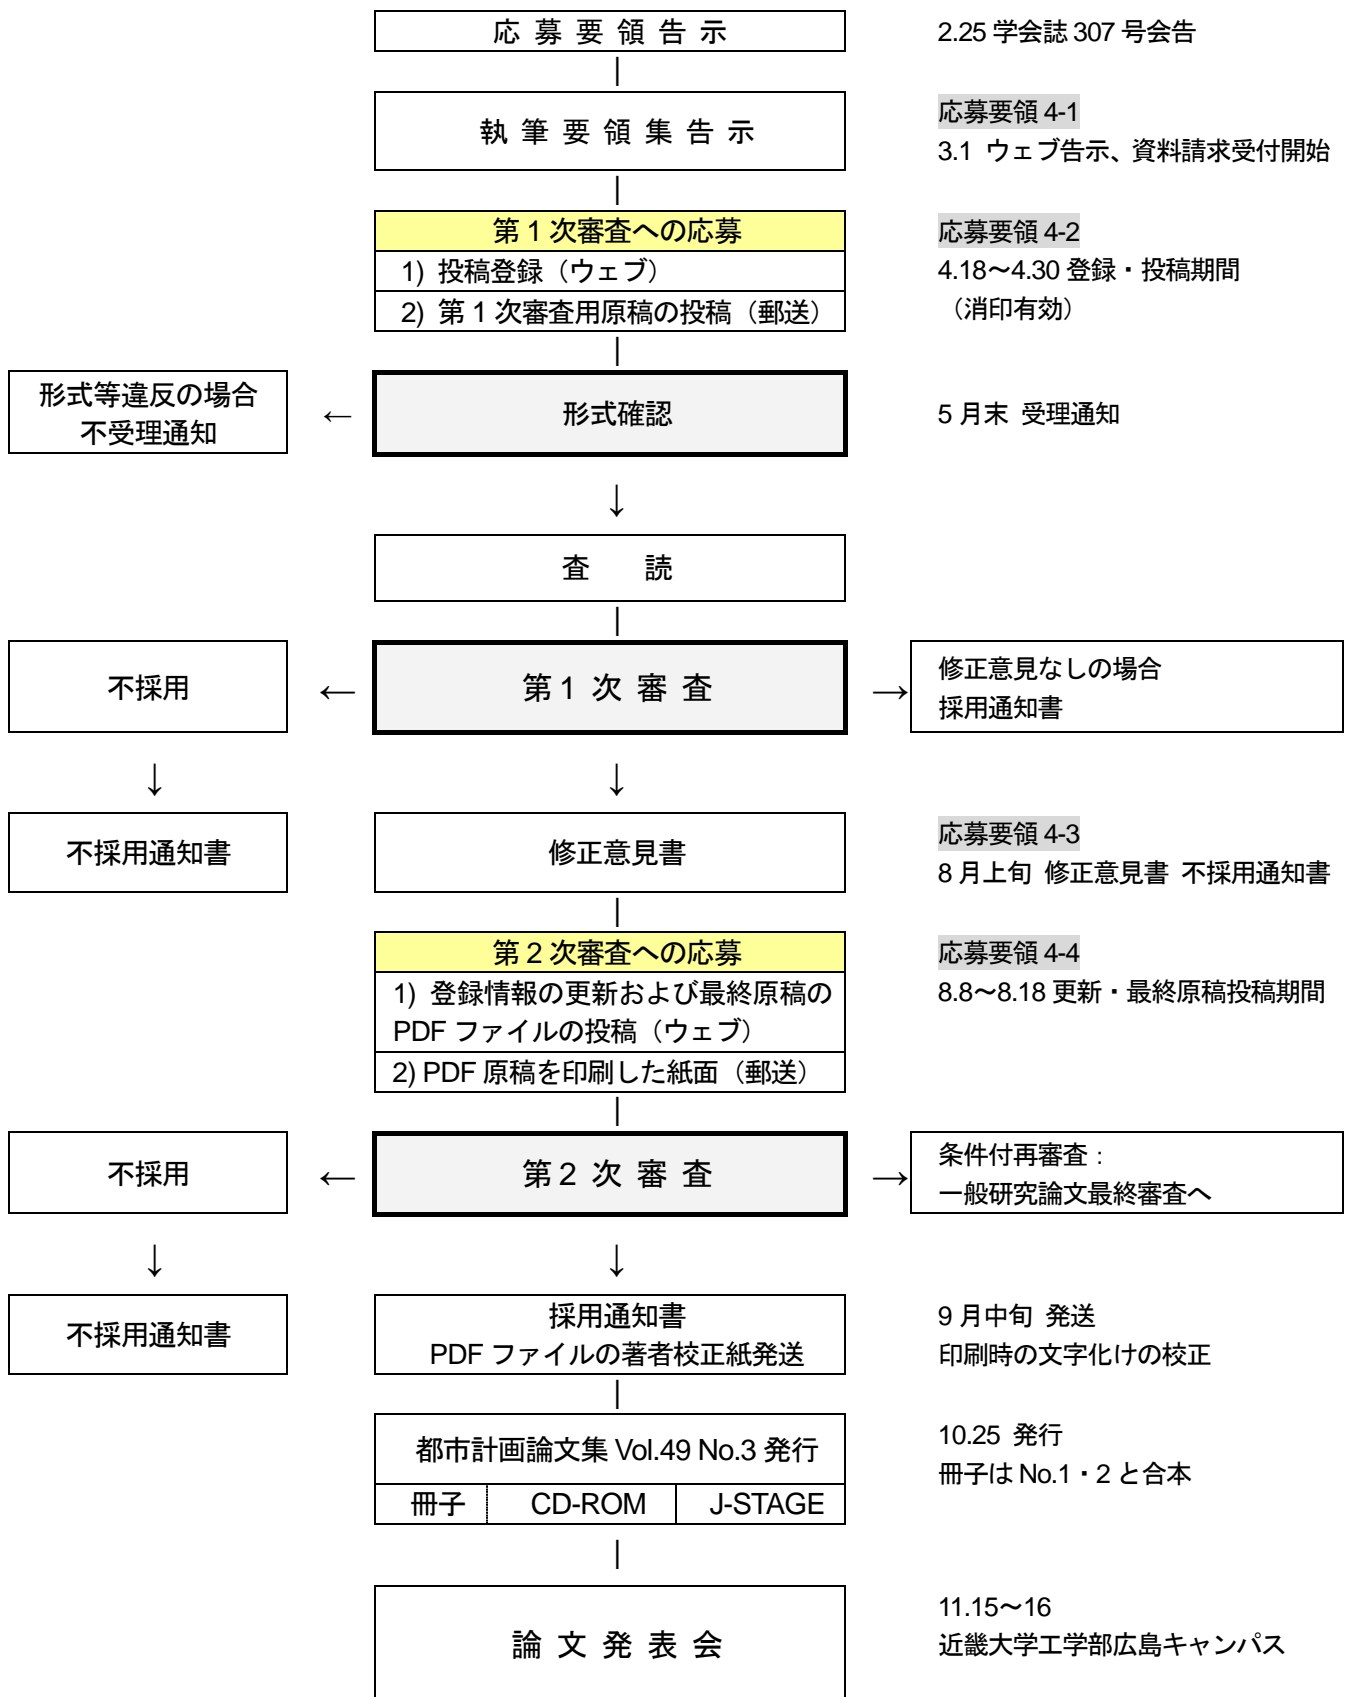 応募要領告示
2.25 学会誌 307 号会告
執筆要領集告示
応募要領 4-1
3.1 ウェブ告示、資料請求受付開始
第 1 次審査への応募
1) 投稿登録（ウェブ）
2) 第 1 次審査用原稿の投稿（郵送）
応募要領 4-2
4.18～4.30 登録・投稿期間
（消印有効）
形式等違反の場合
不受理通知
←
形式確認
5 月末 受理通知
↓
査 読
不採用
←
第 1 次 審 査
→
修正意見なしの場合
採用通知書
↓
↓
不採用通知書
修正意見書
応募要領 4-3
8 月上旬 修正意見書 不採用通知書
第 2 次審査への応募
1) 登録情報の更新および最終原稿の
PDF ファイルの投稿（ウェブ）
2) PDF 原稿を印刷した紙面（郵送）
応募要領 4-4
8.8～8.18 更新・最終原稿投稿期間
不採用
←
第 2 次 審 査
→
条件付再審査：
一般研究論文最終審査へ
↓
↓
不採用通知書
採用通知書
PDF ファイルの著者校正紙発送
9 月中旬 発送
印刷時の文字化けの校正
都市計画論文集 Vol.49 No.3 発行
冊子 CD-ROM J-STAGE
10.25 発行
冊子は No.1・2 と合本
論 文 発 表 会
11.15～16
近畿大学工学部広島キャンパス